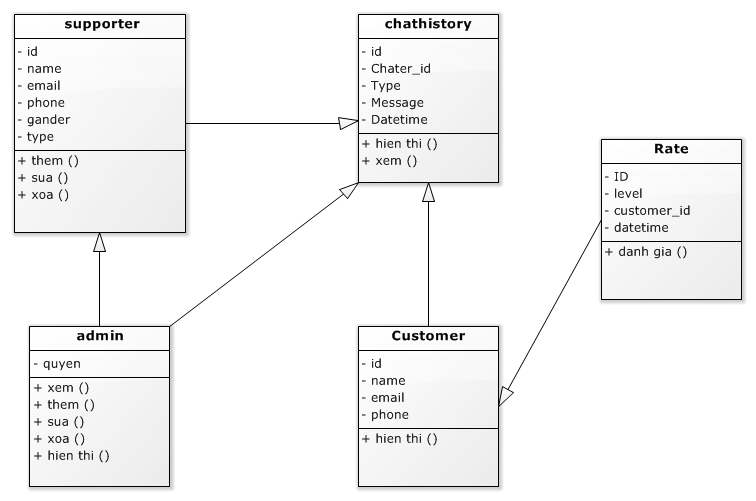 supporter
- id
- name
- email
- phone
- gander
- type
+ them ()
+ sua ()
+ xoa ()
chathistory
- id
- Chater_id
- Type
- Message
- Datetime
+ hien thi ()
+ xem ()
Rate
- ID
- level
- customer_id
- datetime
+ danh gia ()
admin
- quyen
+ xem ()
+ them ()
+ sua ()
+ xoa ()
+ hien thi ()
Customer
- id
- name
- email
- phone
+ hien thi ()